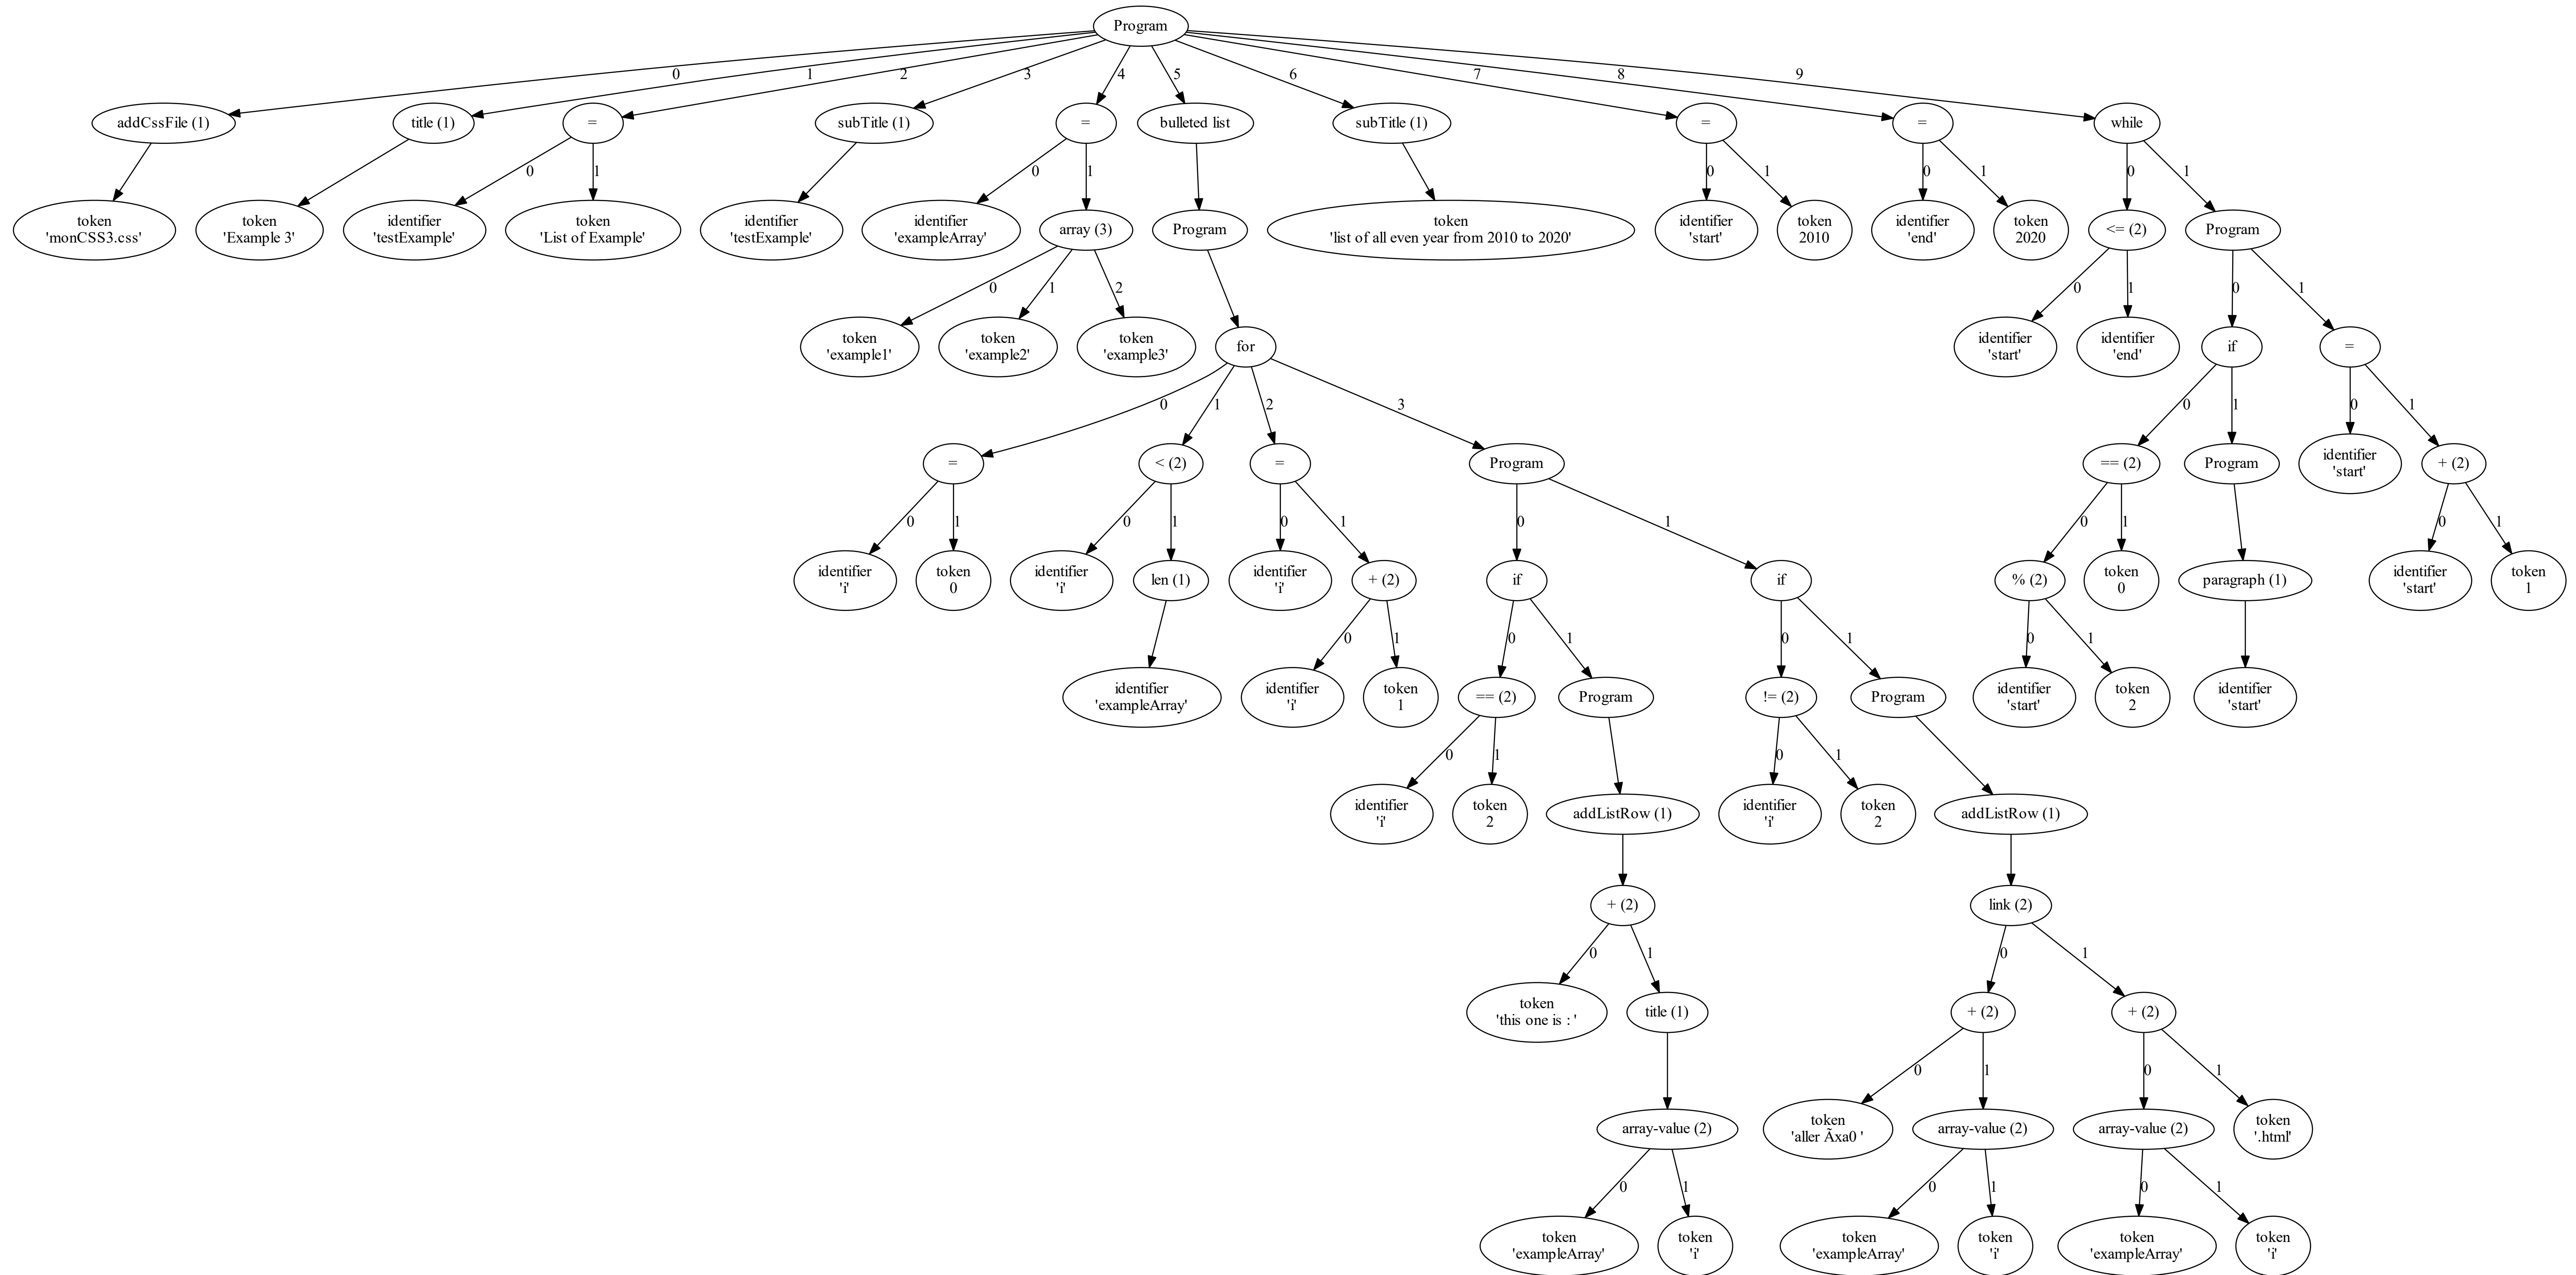 Program
0
1
2
3
4
5
6
7
8
9
addCssFile (1)
title (1)
=
subTitle (1)
=
bulleted list
subTitle (1)
=
=
while
0
1
0
1
0
1
0
1
0
1
token
'monCSS3.css'
token
'Example 3'
identifier
'testExample'
token
'List of Example'
identifier
'testExample'
identifier
'exampleArray'
array (3)
Program
token
'list of all even year from 2010 to 2020'
identifier
'start'
token
2010
identifier
'end'
token
2020
<= (2)
Program
0
1
2
0
1
0
1
token
'example1'
token
'example2'
token
'example3'
for
identifier
'start'
identifier
'end'
if
=
0
1
2
3
0
1
0
1
=
< (2)
=
Program
== (2)
Program
identifier
'start'
+ (2)
0
1
0
1
0
1
0
1
0
1
0
1
identifier
'i'
token
0
identifier
'i'
len (1)
identifier
'i'
+ (2)
if
if
% (2)
token
0
paragraph (1)
identifier
'start'
token
1
0
1
0
1
0
1
0
1
identifier
'exampleArray'
identifier
'i'
token
1
== (2)
Program
!= (2)
Program
identifier
'start'
token
2
identifier
'start'
0
1
0
1
identifier
'i'
token
2
addListRow (1)
identifier
'i'
token
2
addListRow (1)
+ (2)
link (2)
0
1
0
1
token
'this one is : '
title (1)
+ (2)
+ (2)
0
1
0
1
array-value (2)
token
'aller Ãxa0 '
array-value (2)
array-value (2)
token
'.html'
0
1
0
1
0
1
token
'exampleArray'
token
'i'
token
'exampleArray'
token
'i'
token
'exampleArray'
token
'i'